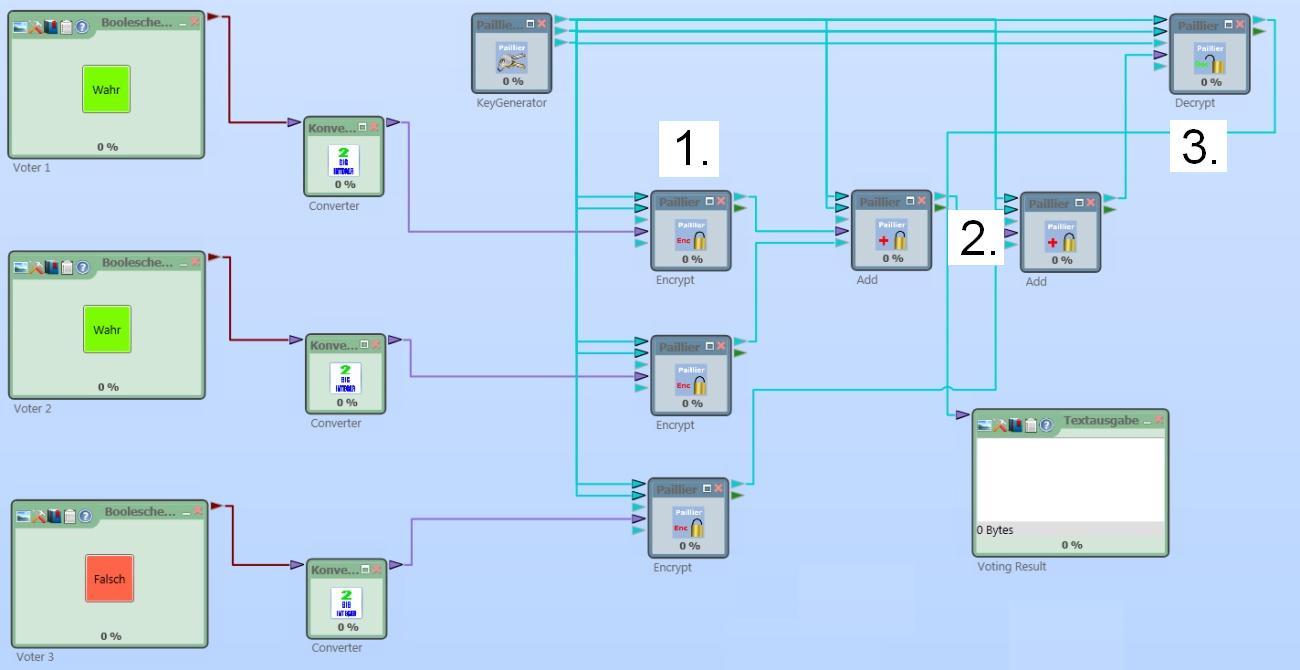 Boolesche...
Wahr
0 %
Voter 1
Konve...
2
BIG
INTEGER
0 %
Converter
Paillie...
Paillier
0 %
KeyGenerator
1.
Paillier
Paillier
Enc
0 %
Encrypt
Paillier
Paillier
+
0 %
Add
2.
Paillier
Paillier
+
0 %
Add
Paillier
Paillier
0 %
Decrypt
3.
Boolesche...
Wahr
0 %
Voter 2
Konve...
2
BIG
INTEGER
0 %
Converter
Paillier
Paillier
Enc
0 %
Encrypt
Boolesche...
Falsch
0 %
Voter 3
Konve...
2
BIG
INTEGER
0 %
Converter
Paillier
Paillier
Enc
0 %
Encrypt
Textausgabe
0 Bytes
0 %
Voting Result